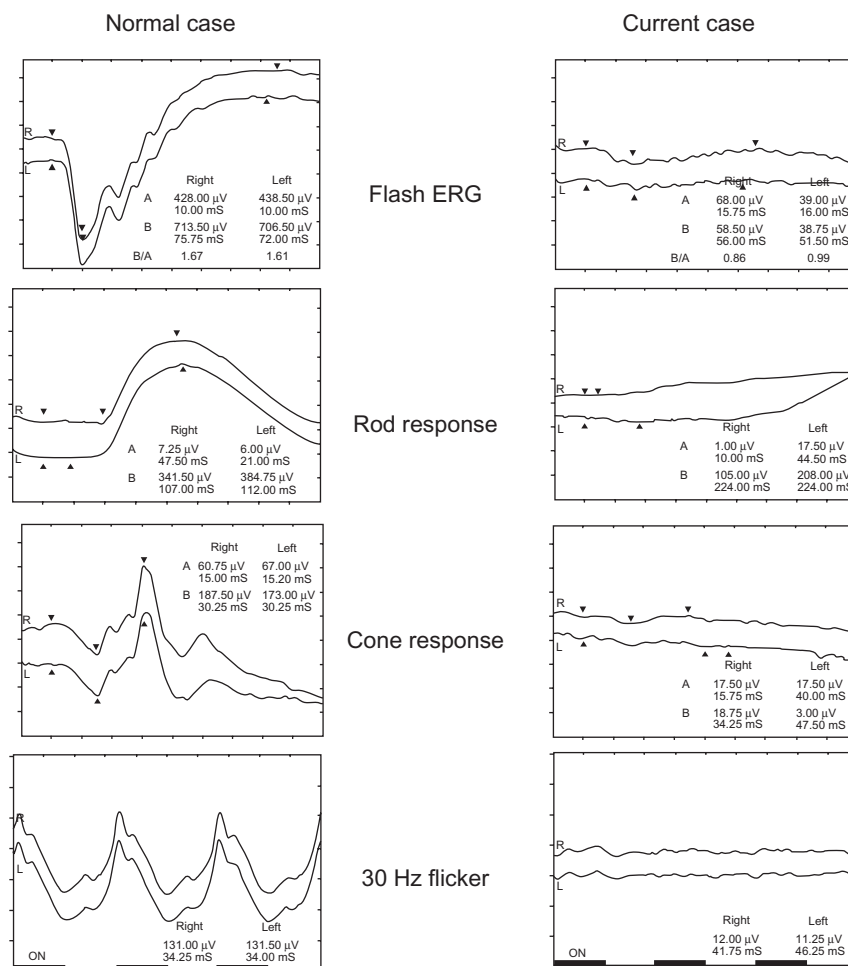 Normal case
Current case
R
L
Right Left
A 428.00 μV 438.50 μV
10.00 mS 10.00 mS
B 713.50 μV 706.50 μV
75.75 mS 72.00 mS
B/A 1.67 1.61
Flash ERG
R
L
Right Left
A 68.00 μV 39.00 μV
15.75 mS 16.00 mS
B 58.50 μV 38.75 μV
56.00 mS 51.50 mS
B/A 0.86 0.99
R
L
Right Left
A 7.25 μV 6.00 μV
47.50 mS 21.00 mS
B 341.50 μV 384.75 μV
107.00 mS 112.00 mS
Rod response
R
L
Right Left
A 1.00 μV 17.50 μV
10.00 mS 44.50 mS
B 105.00 μV 208.00 μV
224.00 mS 224.00 mS
Right Left
A 60.75 μV 67.00 μV
15.00 mS 15.20 mS
B 187.50 μV 173.00 μV
30.25 mS 30.25 mS
R
L
Cone response
R
L
Right Left
A 17.50 μV 17.50 μV
15.75 mS 40.00 mS
B 18.75 μV 3.00 μV
34.25 mS 47.50 mS
R
L
Right Left
131.00 μV 131.50 μV
34.25 mS 34.00 mS
ON
30 Hz flicker
R
L
Right Left
12.00 μV 11.25 μV
41.75 mS 46.25 mS
ON